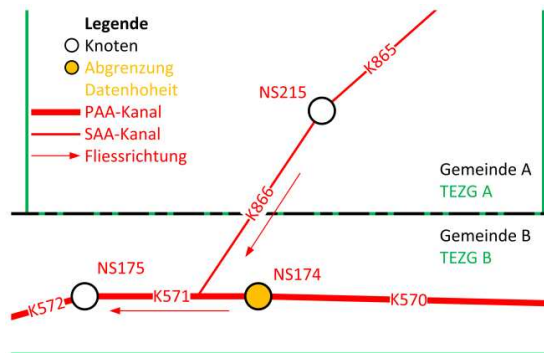 Legende
Knoten
Abgrenzung
Datenhoheit
PAA-Kanal
SAA-Kanal
Fliessrichtung
K865
NS215
K866
Gemeinde A
TEZG A
Gemeinde B
TEZG B
NS175
NS174
K572
K571
K570